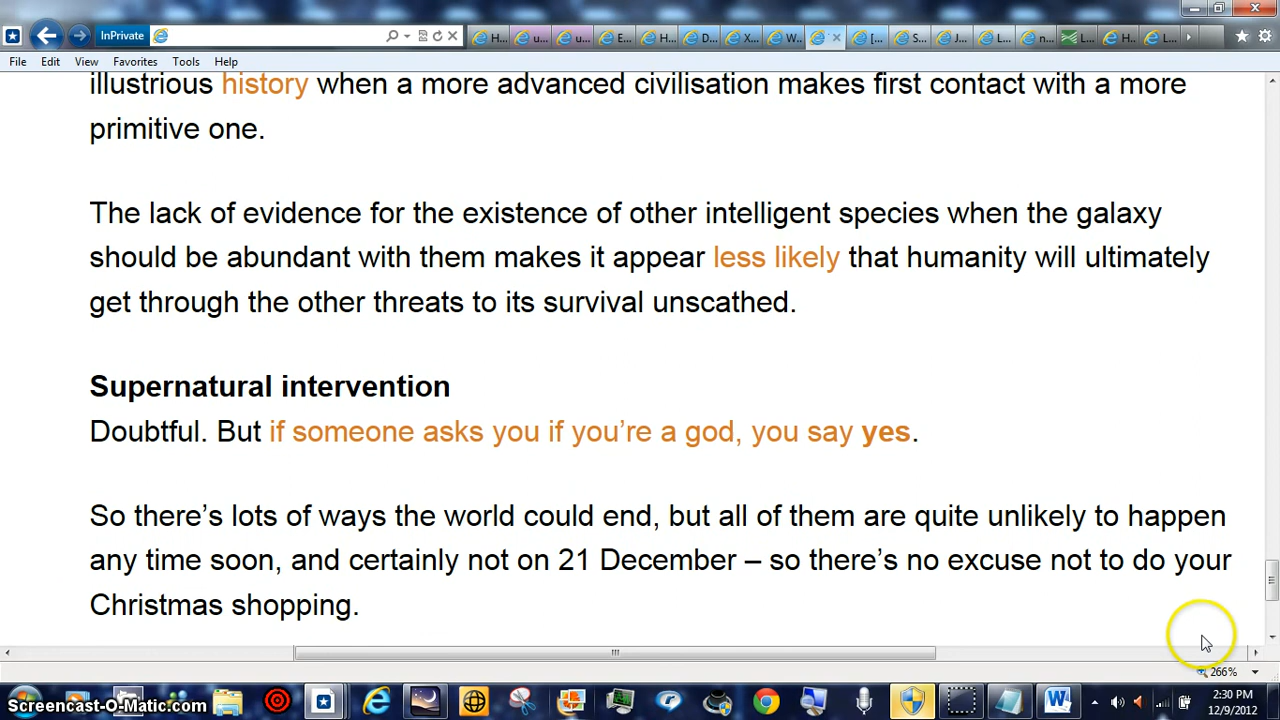 InPrivate
H... u... u... E... H... D... X... W... [... S... J... L... n... L... H... L...
File Edit View Favorites Tools Help
illustrious history when a more advanced civilisation makes first contact with a more
primitive one.
The lack of evidence for the existence of other intelligent species when the galaxy
should be abundant with them makes it appear less likely that humanity will ultimately
get through the other threats to its survival unscathed.
Supernatural intervention
Doubtful. But if someone asks you if you’re a god, you say yes.
So there’s lots of ways the world could end, but all of them are quite unlikely to happen
any time soon, and certainly not on 21 December – so there’s no excuse not to do your
Christmas shopping.
266%
Screencast-O-Matic.com
2:30 PM
12/9/2012